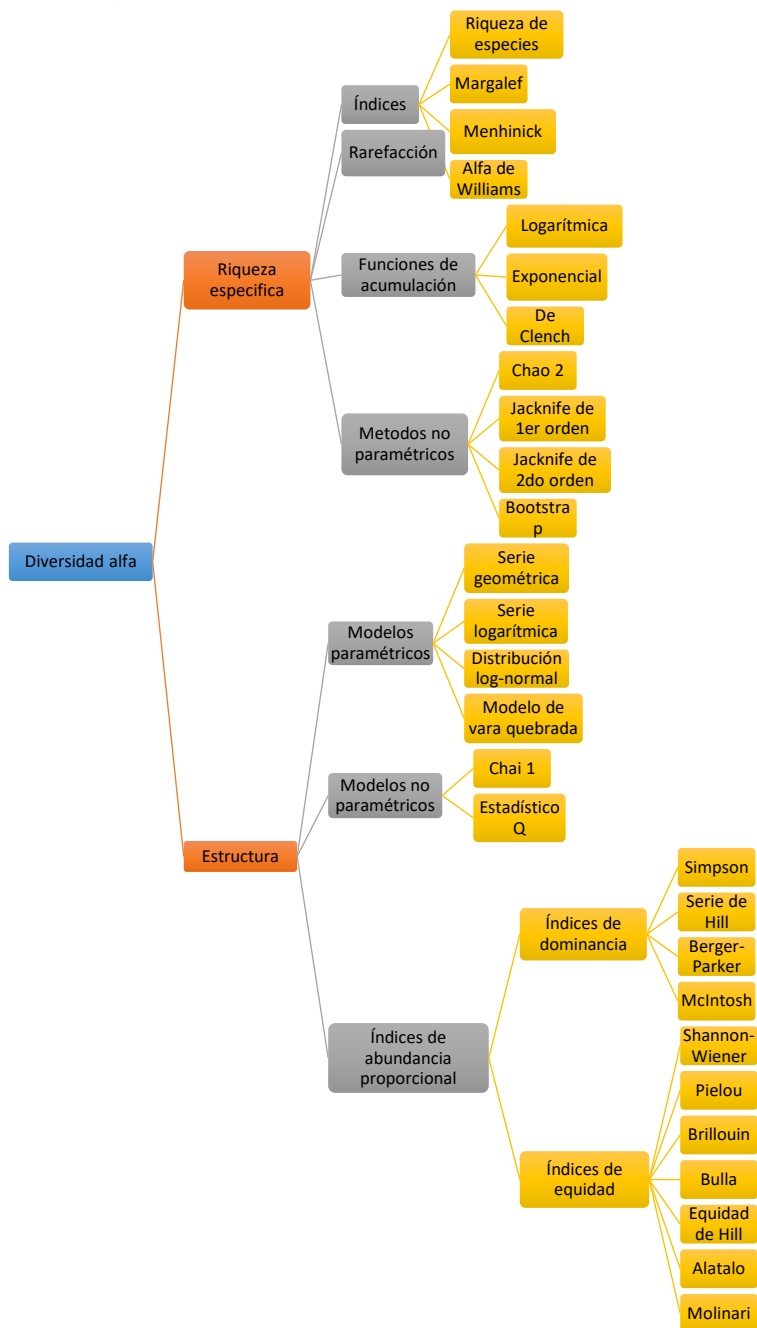 Diversidad alfa
Riqueza
especifica
Índices
Riqueza de
especies
Margalef
Menhinick
Alfa de
Williams
Rarefacción
Funciones de
acumulación
Logarítmica
Exponencial
De
Clench
Metodos no
paramétricos
Chao 2
Jacknife de
1er orden
Jacknife de
2do orden
Bootstra
p
Estructura
Modelos
paramétricos
Serie
geométrica
Serie
logarítmica
Distribución
log-normal
Modelo de
vara quebrada
Modelos no
paramétricos
Chai 1
Estadístico
Q
Índices de
abundancia
proporcional
Índices de
dominancia
Simpson
Serie de
Hill
Berger-
Parker
McIntosh
Índices de
equidad
Shannon-
Wiener
Pielou
Brillouin
Bulla
Equidad
de Hill
Alatalo
Molinari